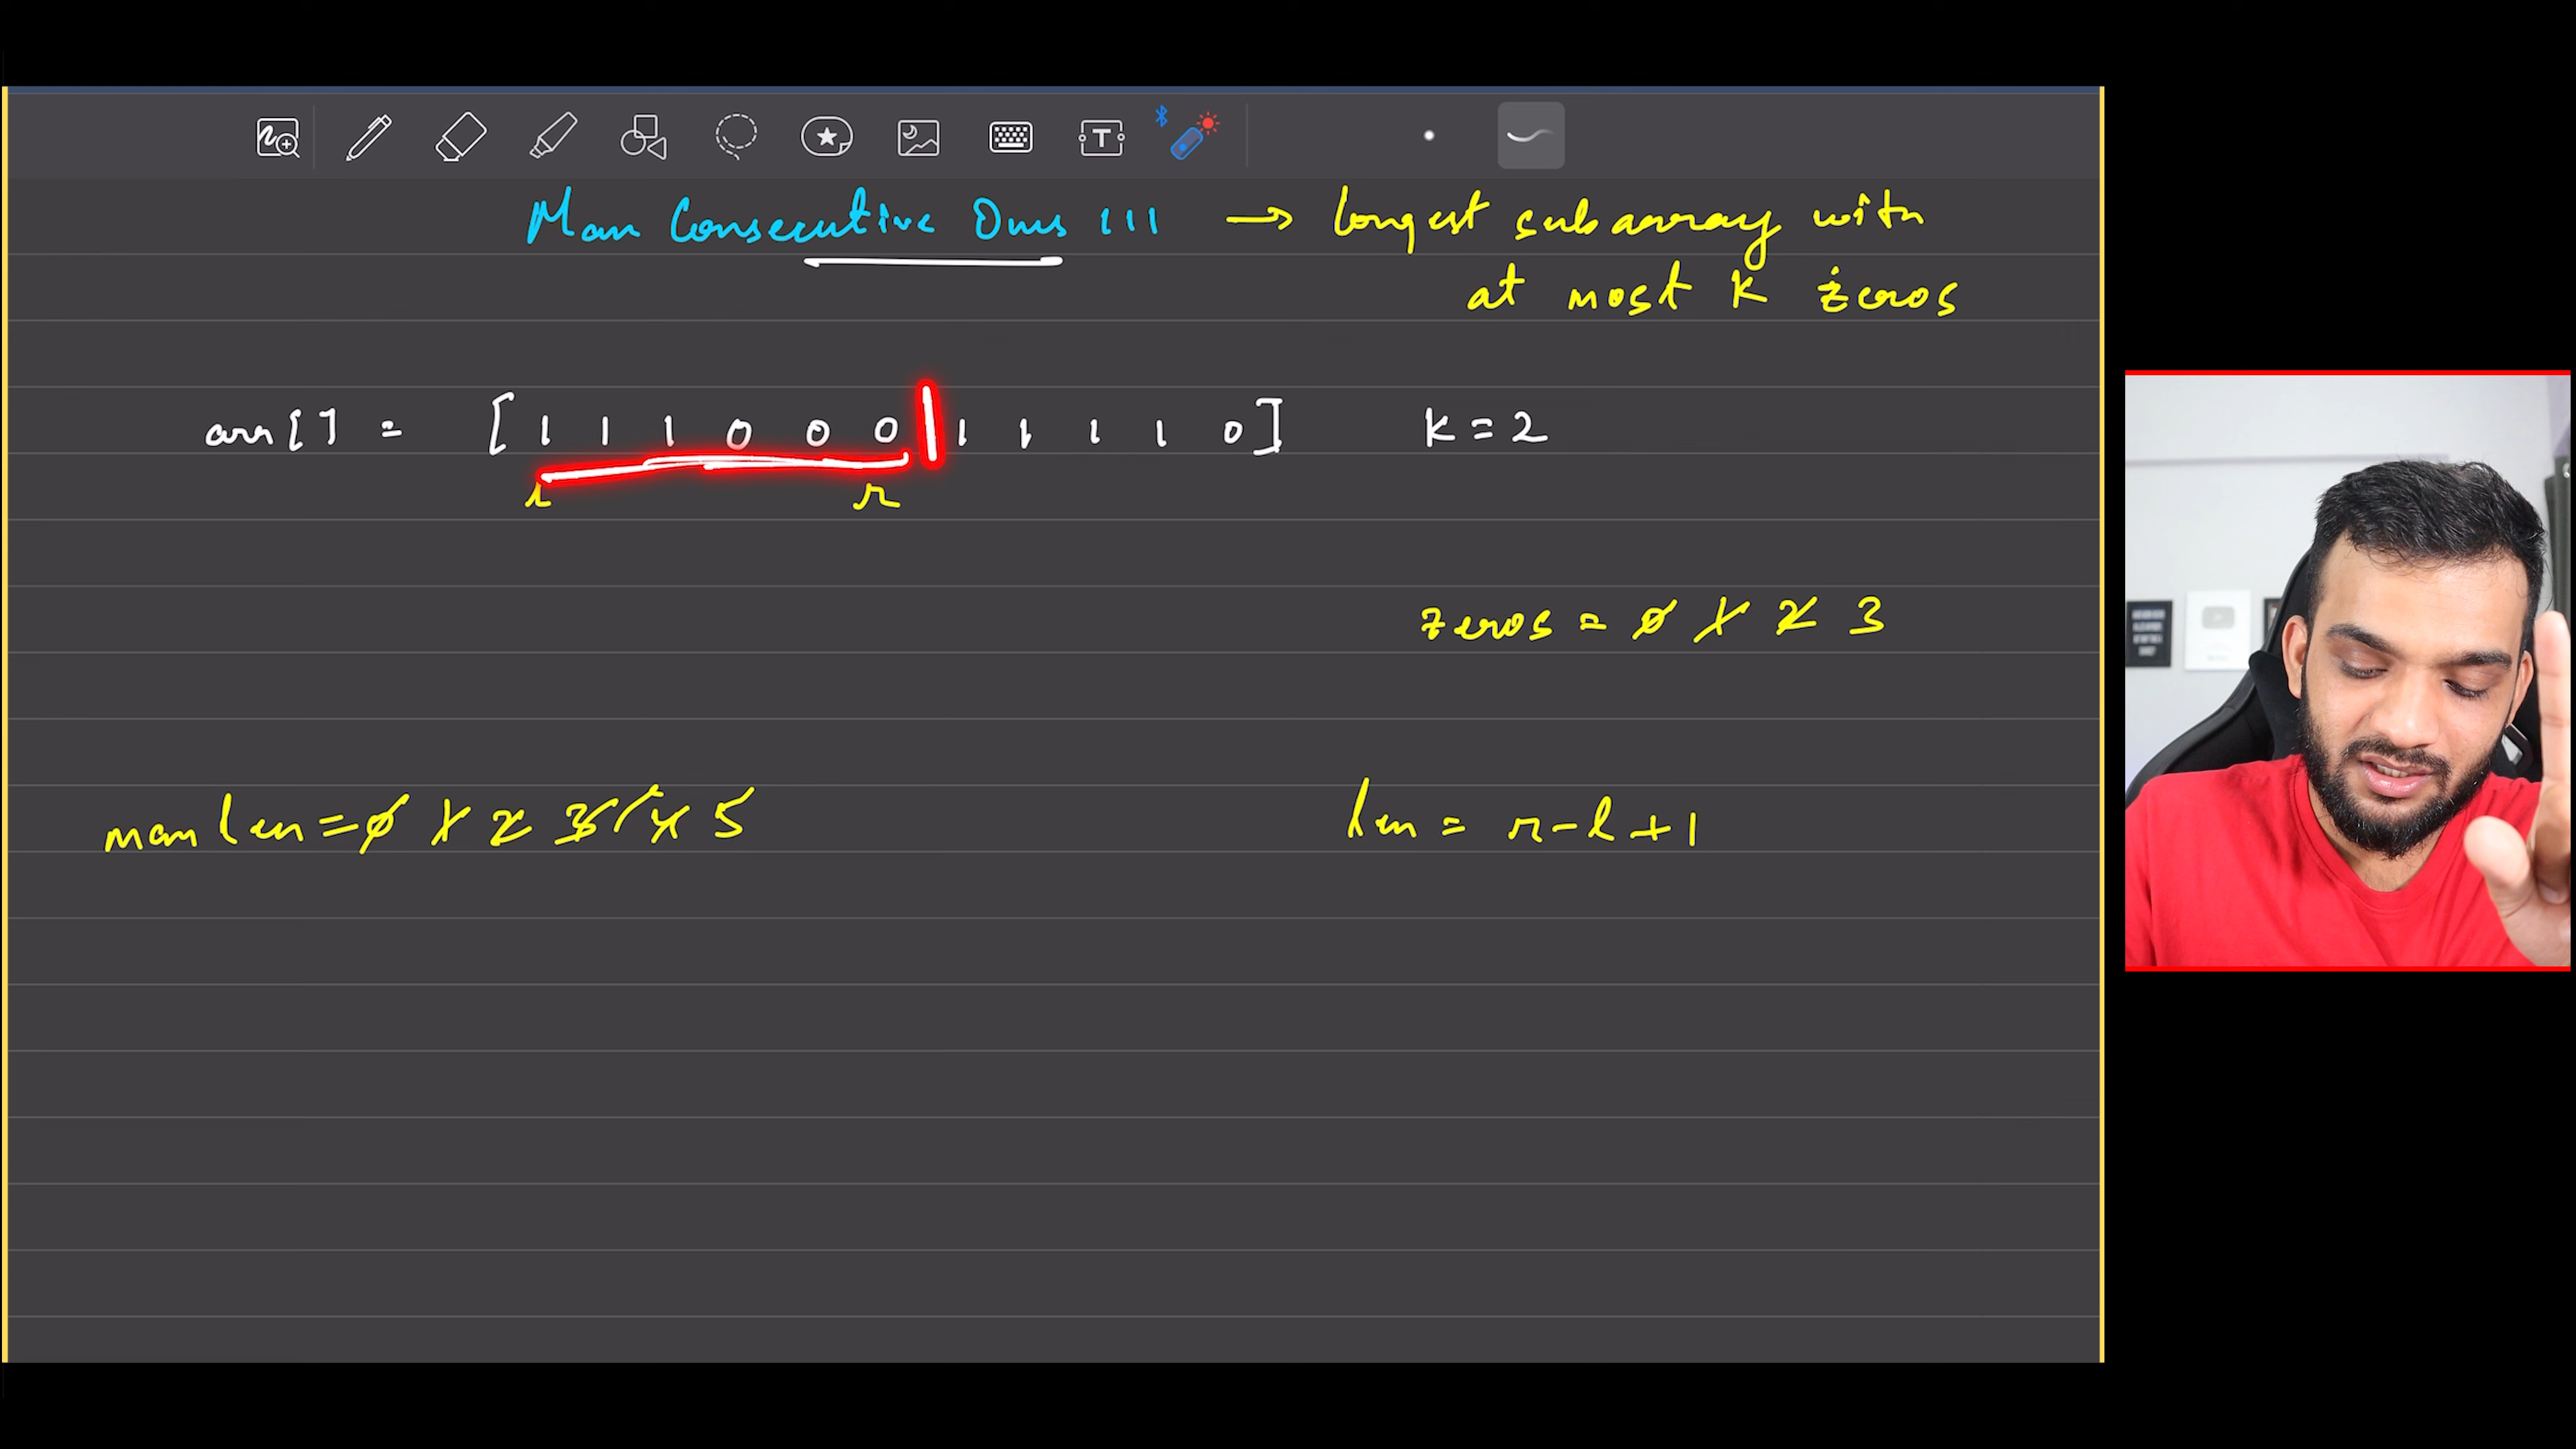 Max Consecutive Ones III → Longest subarray with
at most K zeros
arr[] = [1 1 1 0 0 0 1 1 1 1 0] K = 2
l r
zeros = 0 1 2 3
maxlen = 0 1 2 3 4 5
len = r - l + 1